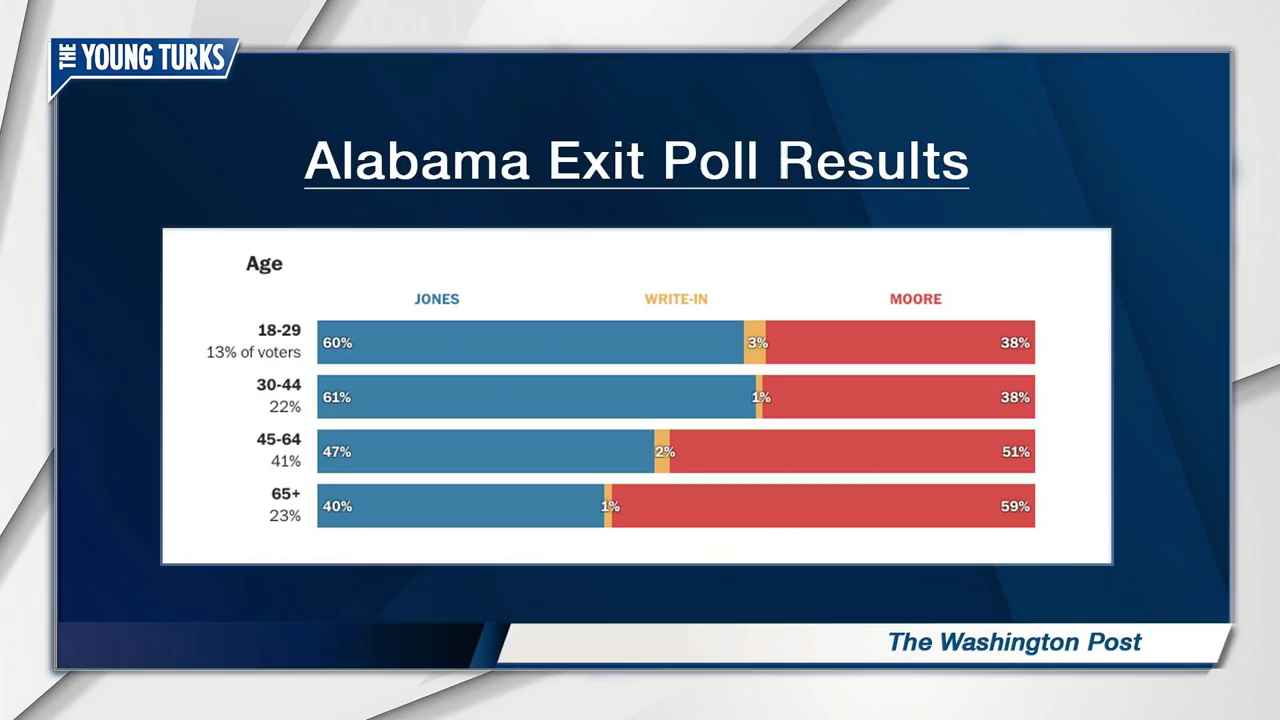 THE YOUNG TURKS
Alabama Exit Poll Results
Age
JONES WRITE-IN MOORE
18-29
13% of voters
60% 3% 38%
30-44
22%
61% 1% 38%
45-64
41%
47% 2% 51%
65+
23%
40% 1% 59%
The Washington Post